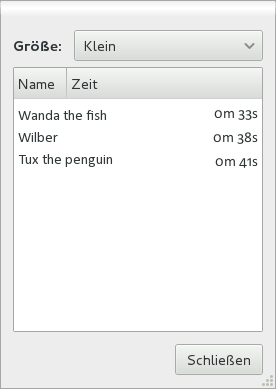 Größe: Klein
Name Zeit
Wanda the fish 0m 33s
Wilber 0m 38s
Tux the penguin 0m 41s
Schließen